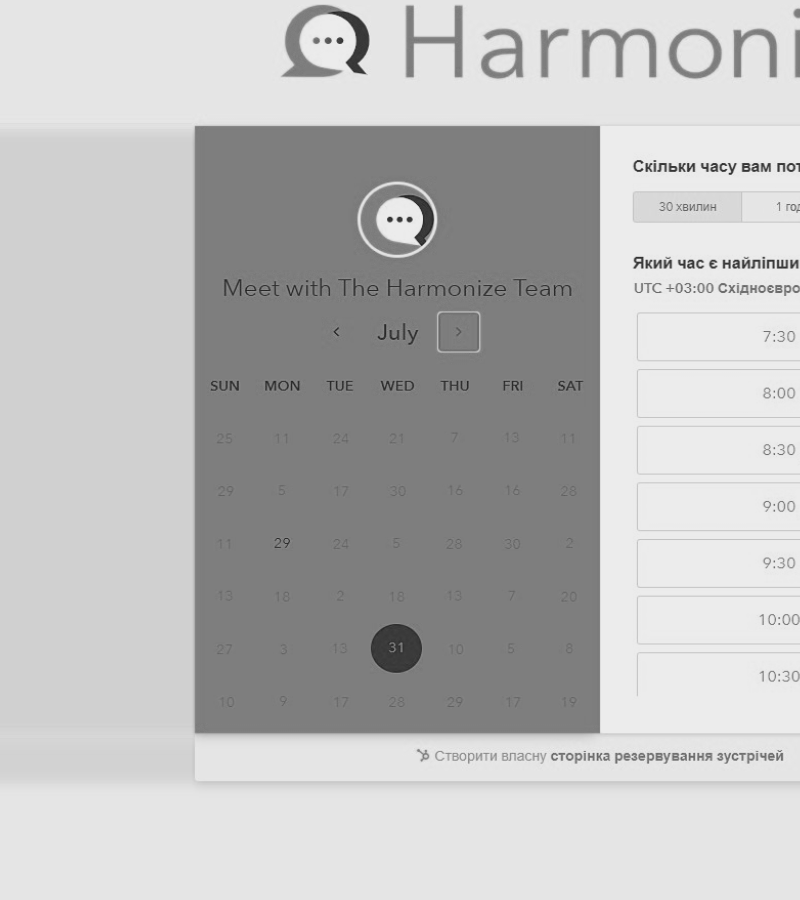 Harmoni
Meet with The Harmonize Team
July
SUN MON TUE WED THU FRI SAT
25 11 24 21 7 13 11
29 5 17 30 16 16 28
11 29 24 5 28 30 2
13 18 2 18 13 7 20
27 3 13 31 10 5 8
10 9 17 28 29 17 19
Скільки часу вам пот
30 хвилин 1 год
Який час є найліпши
UTC +03:00 Східноєвро
7:30
8:00
8:30
9:00
9:30
10:00
10:30
Створити власну сторінка резервування зустрічей